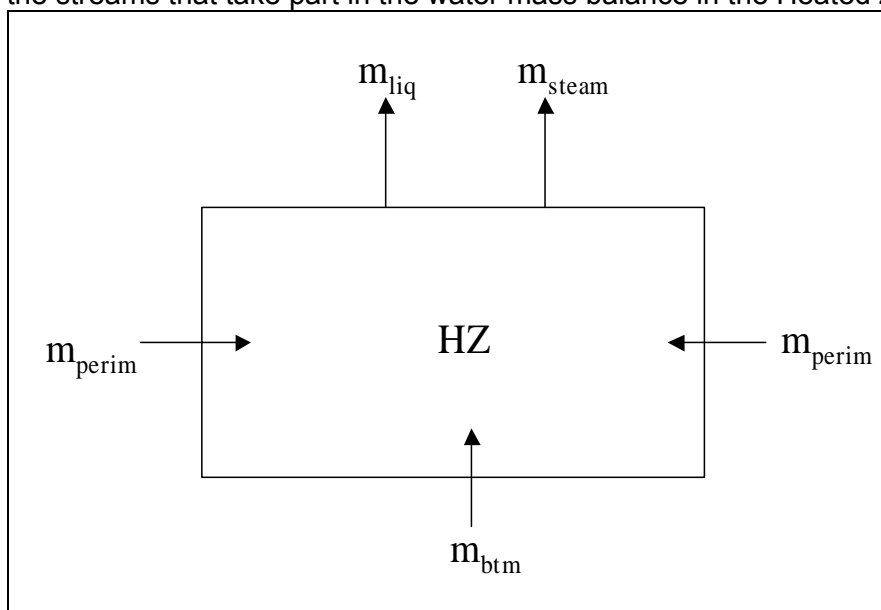 the streams that take part in the water mass balance in the Heated
m_liq m_steam
m_perim HZ m_perim
m_btm